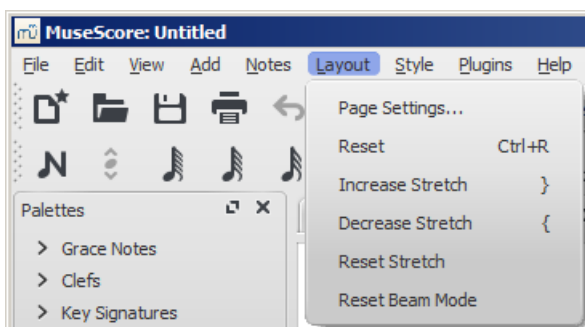 MuseScore: Untitled
File Edit View Add Notes Layout Style Plugins Help
Page Settings...
Reset Ctrl+R
Increase Stretch }
Decrease Stretch {
Reset Stretch
Reset Beam Mode
Palettes
Grace Notes
Clefs
Key Signatures